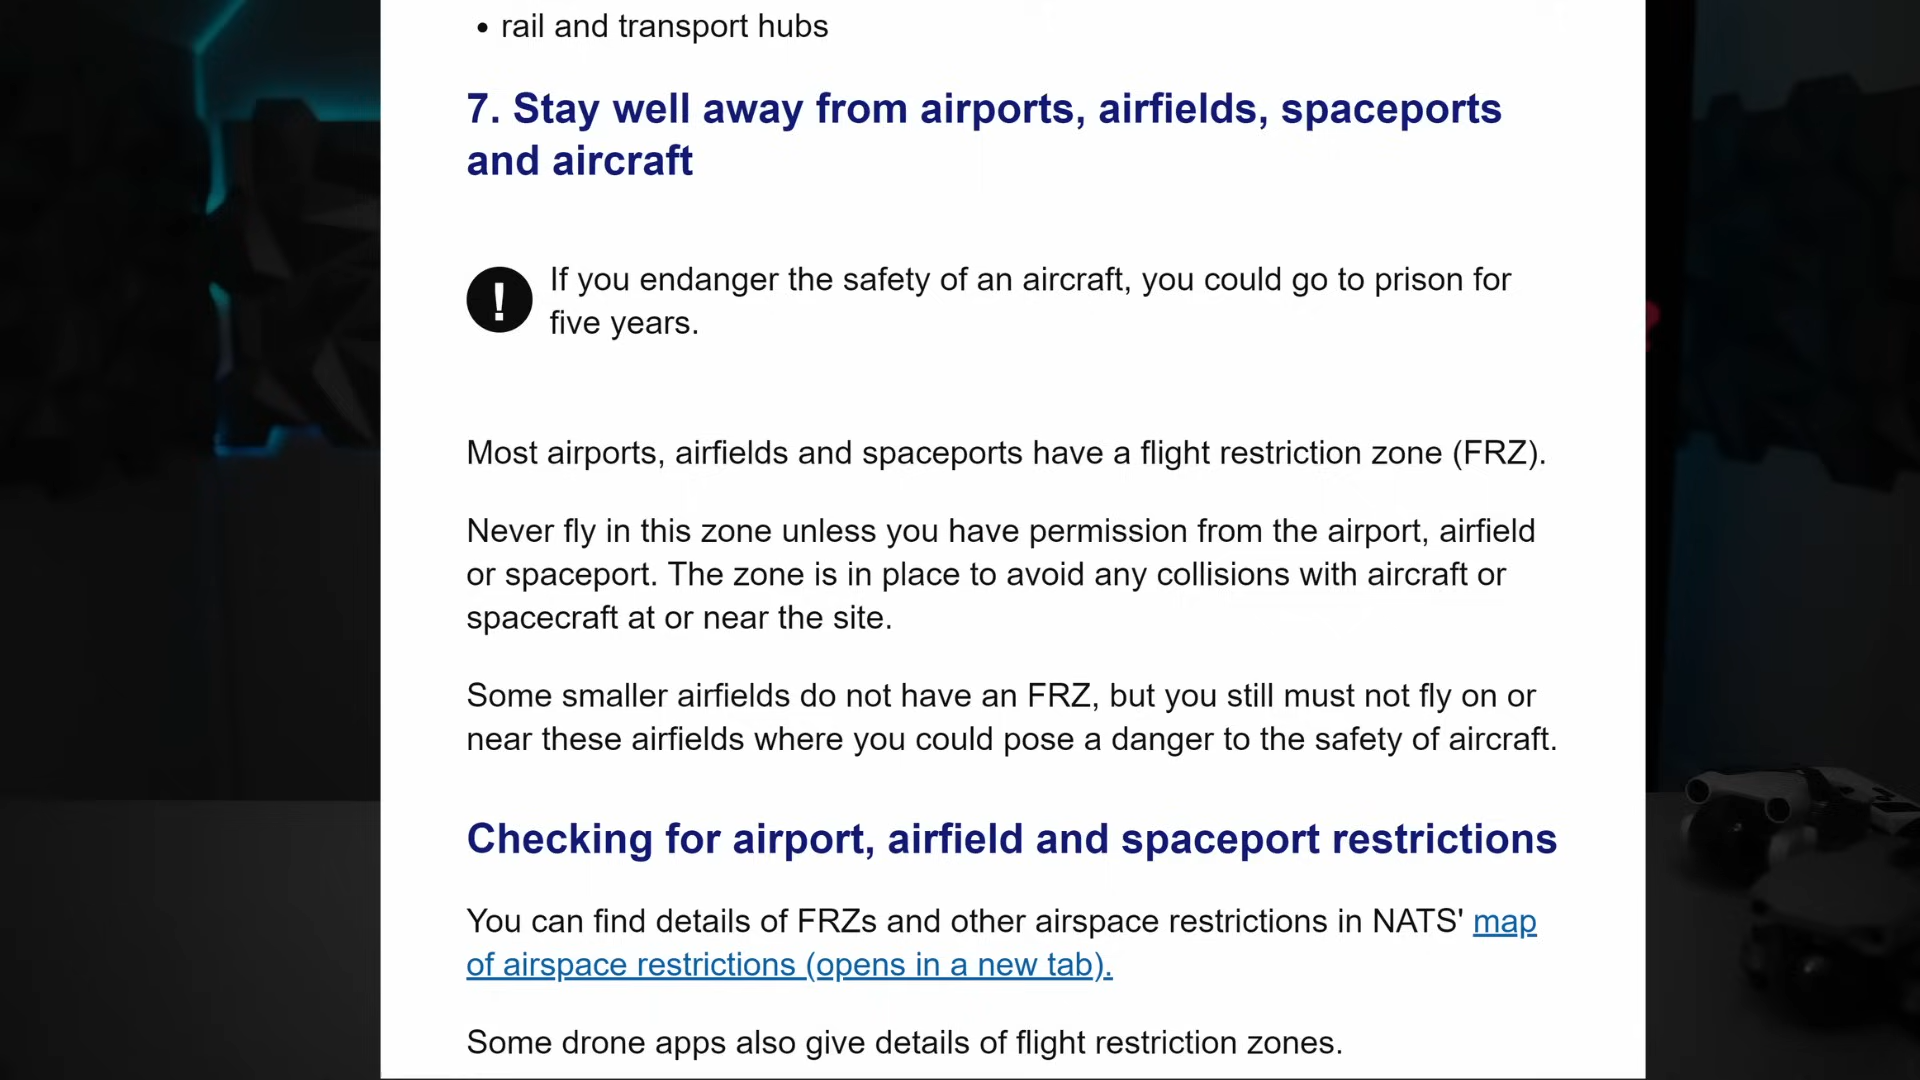 • rail and transport hubs
7. Stay well away from airports, airfields, spaceports
and aircraft
! If you endanger the safety of an aircraft, you could go to prison for
five years.
Most airports, airfields and spaceports have a flight restriction zone (FRZ).
Never fly in this zone unless you have permission from the airport, airfield
or spaceport. The zone is in place to avoid any collisions with aircraft or
spacecraft at or near the site.
Some smaller airfields do not have an FRZ, but you still must not fly on or
near these airfields where you could pose a danger to the safety of aircraft.
Checking for airport, airfield and spaceport restrictions
You can find details of FRZs and other airspace restrictions in NATS' map
of airspace restrictions (opens in a new tab).
Some drone apps also give details of flight restriction zones.